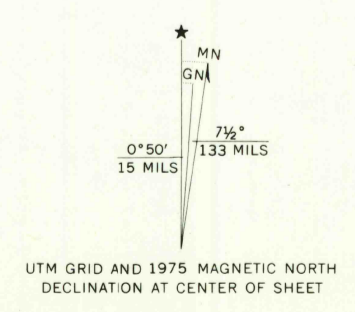 ★
MN
GN
0°50′
15 MILS
7½°
133 MILS
UTM GRID AND 1975 MAGNETIC NORTH
DECLINATION AT CENTER OF SHEET